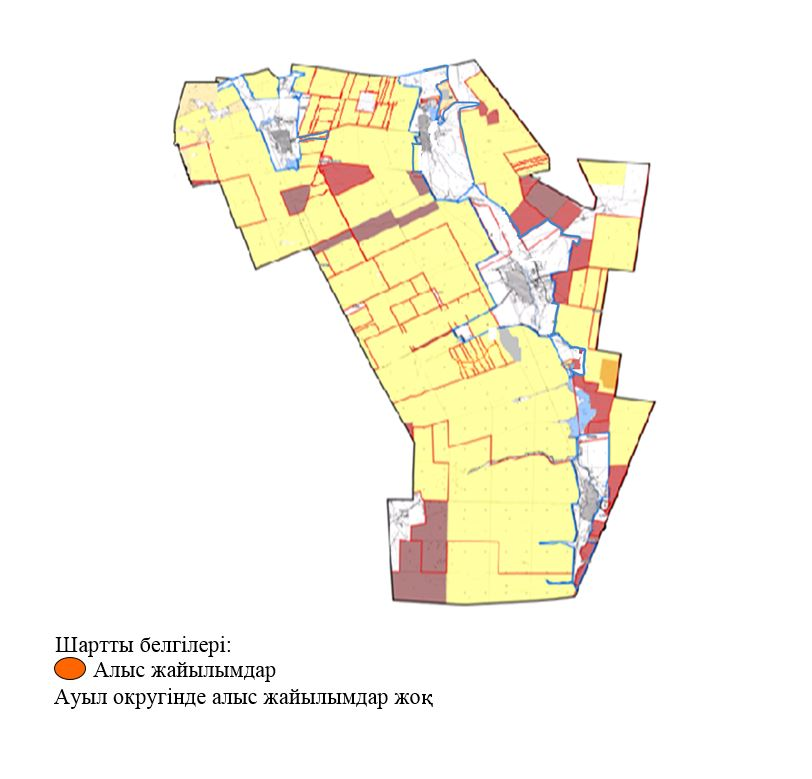 Шартты белгілері:
Алыс жайылымдар
Ауыл округінде алыс жайылымдар жоқ